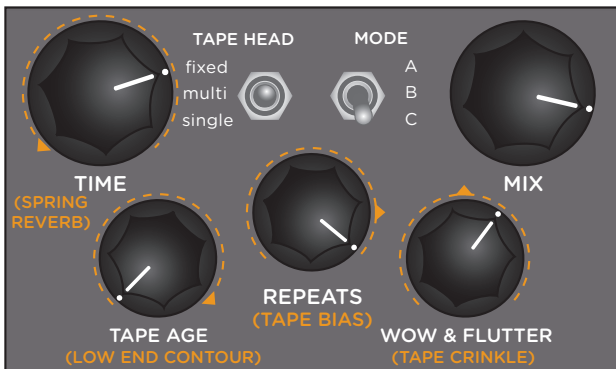 TAPE HEAD
MODE
fixed
multi
single
A
B
C
TIME
(SPRING
REVERB)
MIX
REPEATS
(TAPE BIAS)
TAPE AGE
(LOW END CONTOUR)
WOW & FLUTTER
(TAPE CRINKLE)